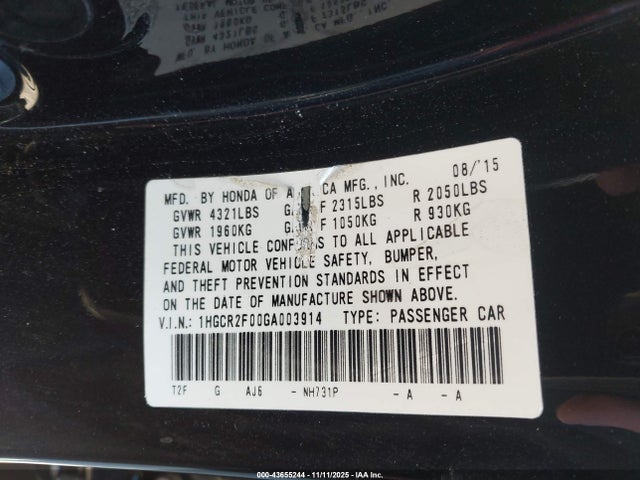 MFD. BY HONDA OF A CA MFG., INC. 08/'15
GVWR 4321LBS G F 2315LBS R 2050LBS
GVWR 1960KG G F 1050KG R 930KG
THIS VEHICLE CONF MS TO ALL APPLICABLE
FEDERAL MOTOR VEHICLE SAFETY, BUMPER,
AND THEFT PREVENTION STANDARDS IN EFFECT
ON THE DATE OF MANUFACTURE SHOWN ABOVE.
V.I.N.: 1HGCR2F00GA003914 TYPE: PASSENGER CAR
T2F G AJ6 - NH731P - A - A
000-43655244 - 11/11/2025 - IAA Inc.